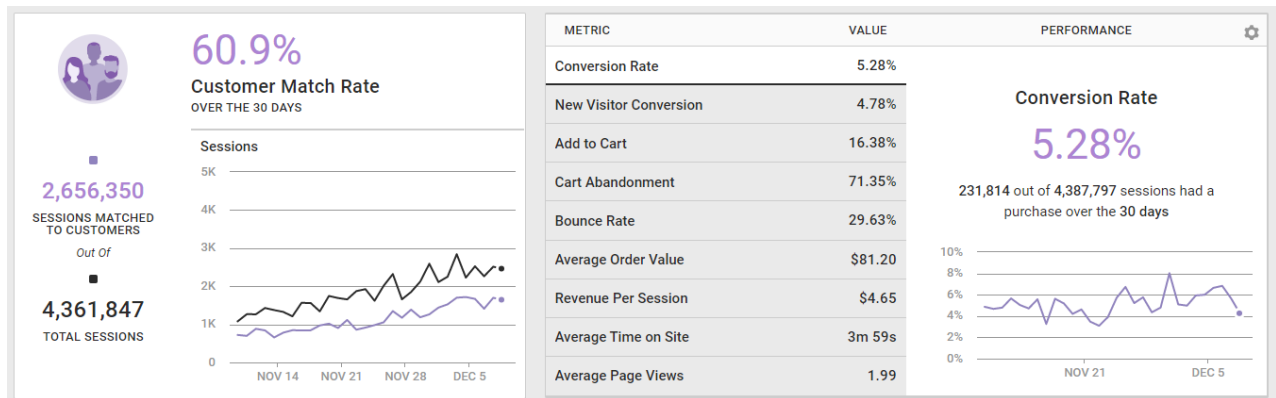 60.9%
Customer Match Rate
OVER THE 30 DAYS
2,656,350
SESSIONS MATCHED
TO CUSTOMERS
Out Of
4,361,847
TOTAL SESSIONS
Sessions
5K
4K
3K
2K
1K
0
NOV 14 NOV 21 NOV 28 DEC 5
METRIC VALUE PERFORMANCE
Conversion Rate 5.28%
New Visitor Conversion 4.78%
Add to Cart 16.38%
Cart Abandonment 71.35%
Bounce Rate 29.63%
Average Order Value $81.20
Revenue Per Session $4.65
Average Time on Site 3m 59s
Average Page Views 1.99
Conversion Rate
5.28%
231,814 out of 4,387,797 sessions had a
purchase over the 30 days
10%
8%
6%
4%
2%
0%
NOV 21 DEC 5